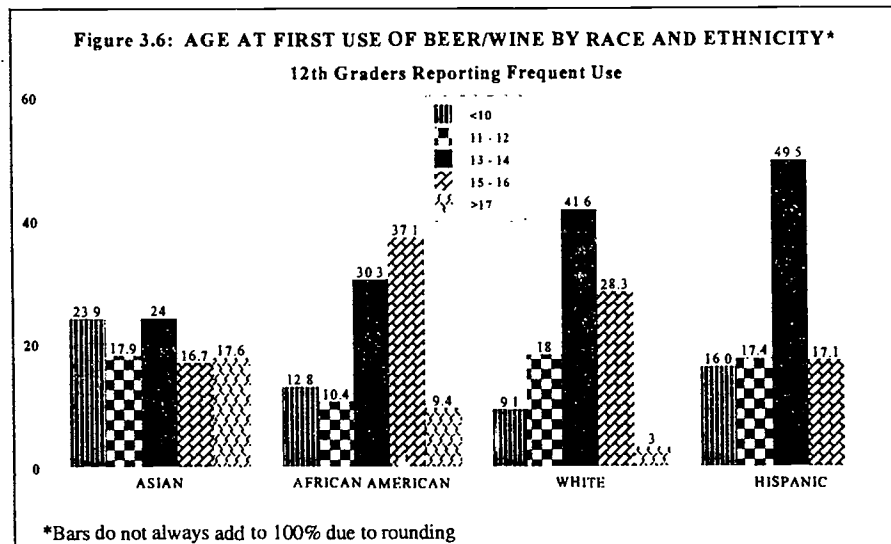 Figure 3.6: AGE AT FIRST USE OF BEER/WINE BY RACE AND ETHNICITY*
12th Graders Reporting Frequent Use
60
<10
11 - 12
13 - 14
15 - 16
>17
49 5
41 6
40
37 1
30 3
28.3
23 9
24
20
17.9
16.7
17.6
12 8
10.4
9.4
9 1
18
3
16 0
17.4
17.1
0
ASIAN
AFRICAN AMERICAN
WHITE
HISPANIC
*Bars do not always add to 100% due to rounding